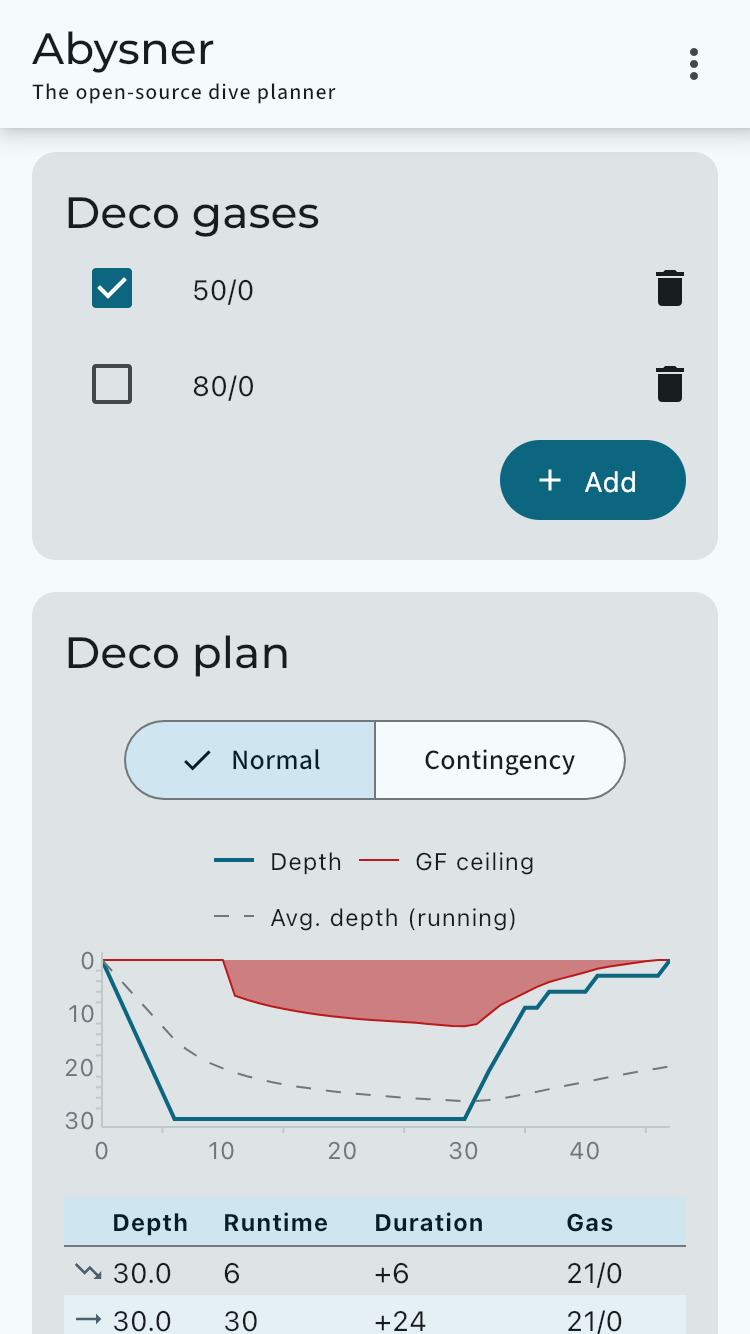 Abysner
The open-source dive planner
Deco gases
50/0
80/0
+ Add
Deco plan
Normal Contingency
Depth GF ceiling
Avg. depth (running)
0
10
20
30
0 10 20 30 40
Depth Runtime Duration Gas
30.0 6 +6 21/0
30.0 30 +24 21/0